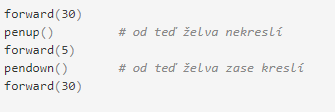 forward(30)
penup()        # od teď želva nekreslí
forward(5)
pendown()      # od teď želva zase kreslí
forward(30)